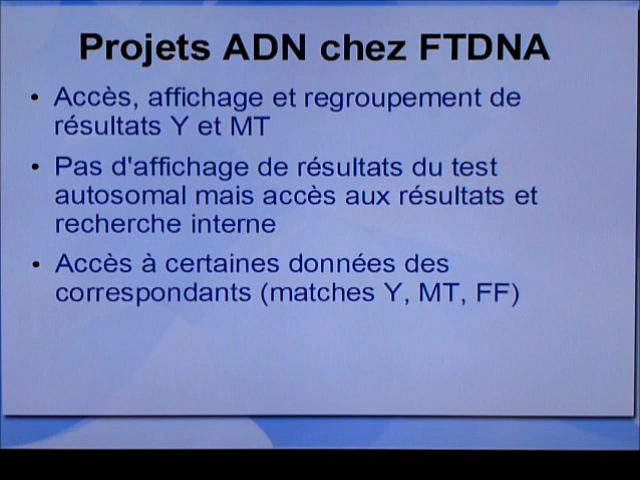 Projets ADN chez FTDNA
• Accès, affichage et regroupement de
résultats Y et MT
• Pas d'affichage de résultats du test
autosomal mais accès aux résultats et
recherche interne
• Accès à certaines données des
correspondants (matches Y, MT, FF)